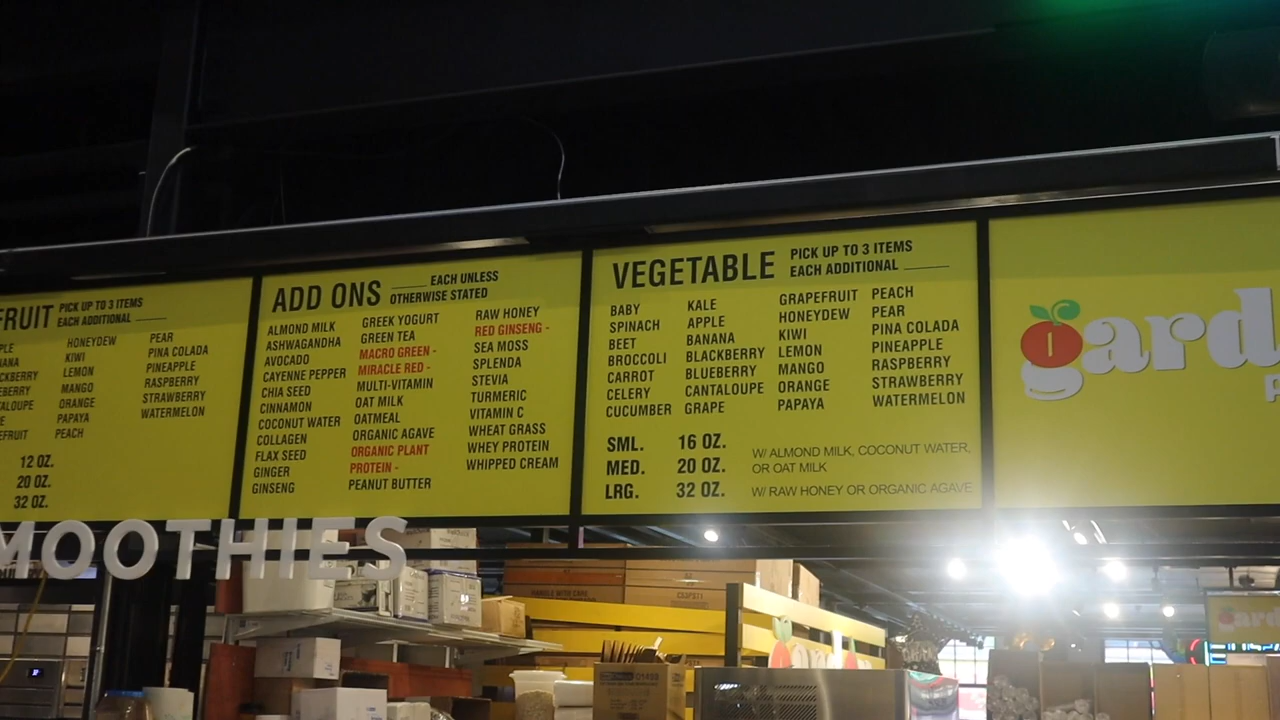 FRUIT PICK UP TO 3 ITEMS
EACH ADDITIONAL
HONEYDEW
KIWI
LEMON
MANGO
ORANGE
PAPAYA
PEACH
PEAR
PINA COLADA
PINEAPPLE
RASPBERRY
STRAWBERRY
WATERMELON
12 OZ.
20 OZ.
32 OZ.
ADD ONS EACH UNLESS
OTHERWISE STATED
ALMOND MILK
ASHWAGANDHA
AVOCADO
CAYENNE PEPPER
CHIA SEED
CINNAMON
COCONUT WATER
COLLAGEN
FLAX SEED
GINGER
GINSENG
GREEK YOGURT
GREEN TEA
MACRO GREEN -
MIRACLE RED -
MULTI-VITAMIN
OAT MILK
OATMEAL
ORGANIC AGAVE
ORGANIC PLANT
PROTEIN -
PEANUT BUTTER
RAW HONEY
RED GINSENG -
SEA MOSS
SPLENDA
STEVIA
TURMERIC
VITAMIN C
WHEAT GRASS
WHEY PROTEIN
WHIPPED CREAM
VEGETABLE PICK UP TO 3 ITEMS
EACH ADDITIONAL
BABY
SPINACH
BEET
BROCCOLI
CARROT
CELERY
CUCUMBER
KALE
APPLE
BANANA
BLACKBERRY
BLUEBERRY
CANTALOUPE
GRAPE
GRAPEFRUIT
HONEYDEW
KIWI
LEMON
MANGO
ORANGE
PAPAYA
PEACH
PEAR
PINA COLADA
PINEAPPLE
RASPBERRY
STRAWBERRY
WATERMELON
SML. 16 OZ.
MED. 20 OZ.
LRG. 32 OZ.
W/ ALMOND MILK, COCONUT WATER,
OR OAT MILK
W/ RAW HONEY OR ORGANIC AGAVE
gard
MOOTHIES